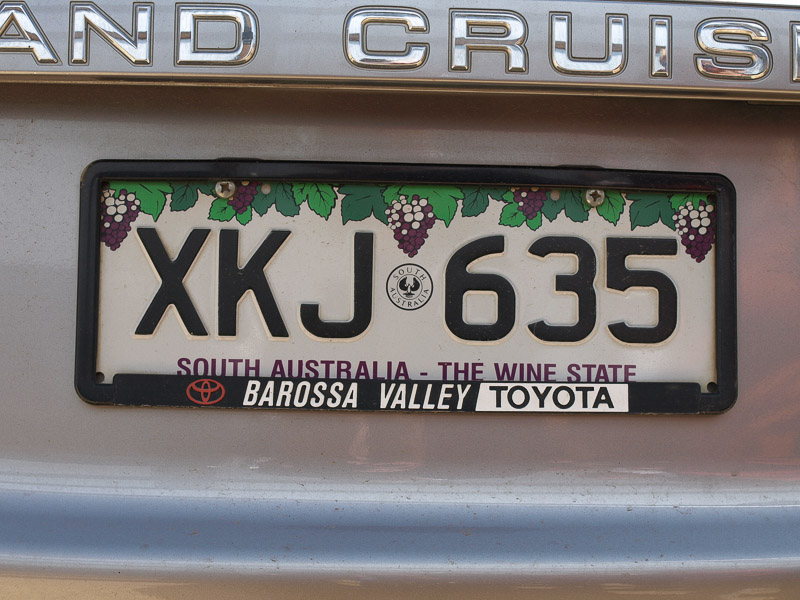 AND CRUIS
XKJ 635
SOUTH AUSTRALIA
SOUTH AUSTRALIA - THE WINE STATE
BAROSSA VALLEY TOYOTA